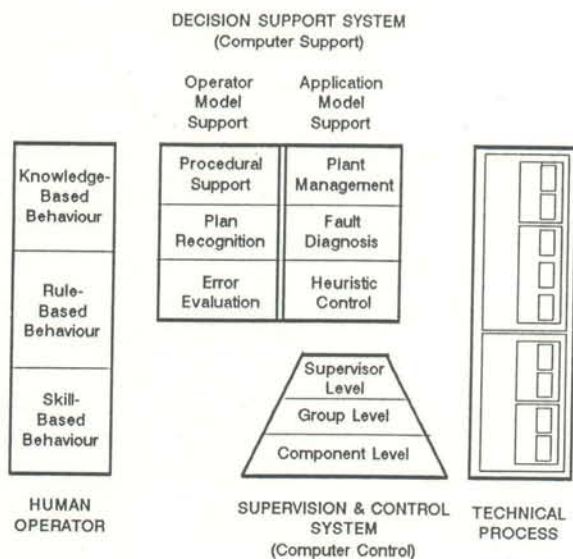 DECISION SUPPORT SYSTEM
(Computer Support)
Operator
Model
Support
Application
Model
Support
Knowledge-
Based
Behaviour
Rule-
Based
Behaviour
Skill-
Based
Behaviour
HUMAN
OPERATOR
Procedural
Support
Plan
Recognition
Error
Evaluation
Plant
Management
Fault
Diagnosis
Heuristic
Control
Supervisor
Level
Group Level
Component Level
SUPERVISION & CONTROL
SYSTEM
(Computer Control)
TECHNICAL
PROCESS